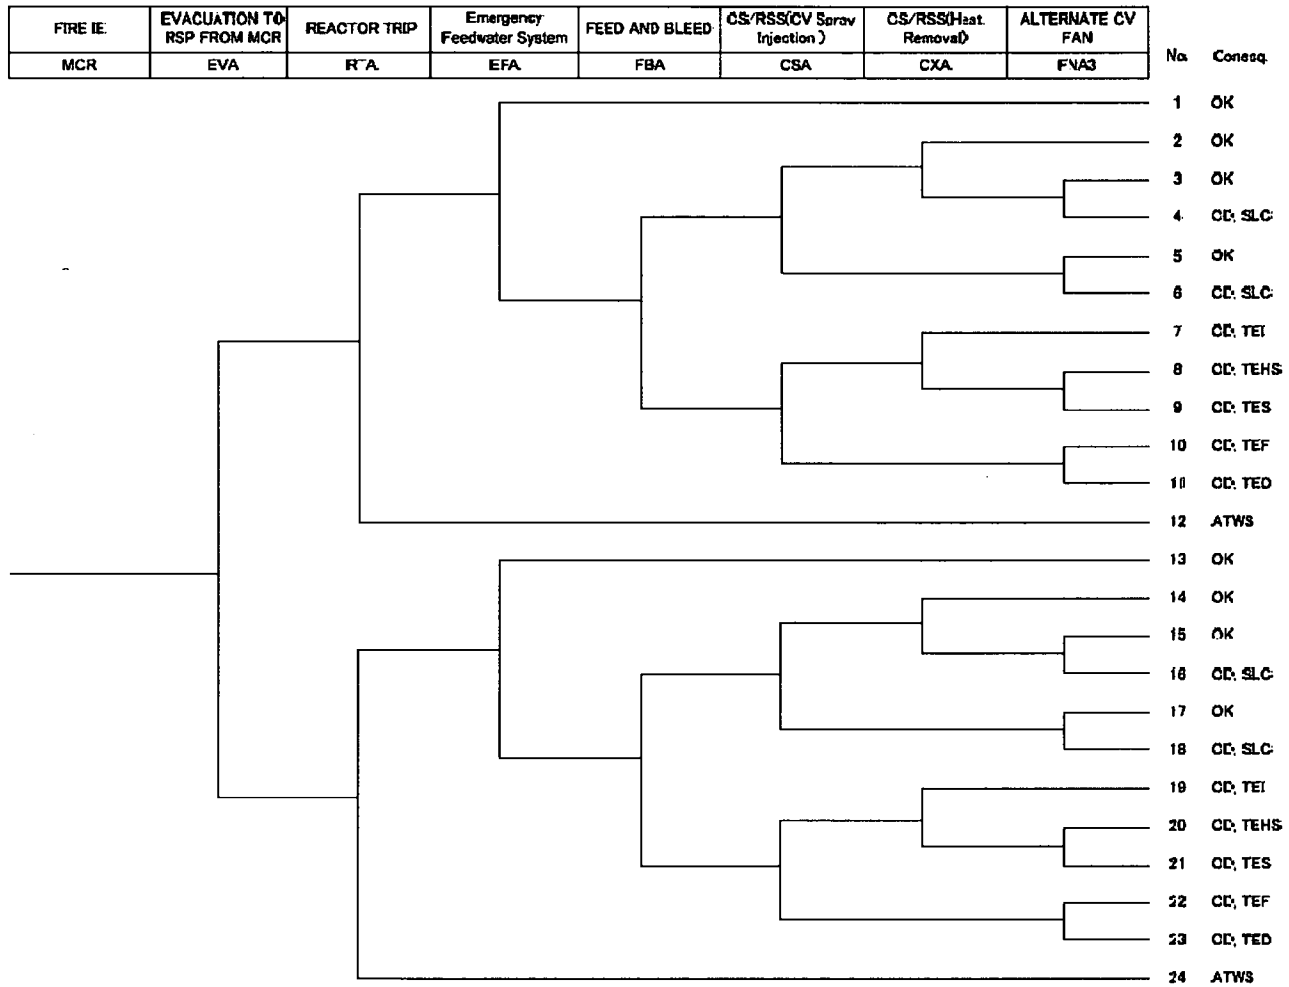 FIRE IE.
EVACUATION TO
RSP FROM MCR
REACTOR TRIP
Emergency
Feedwater System
FEED AND BLEED
CS/RSS(CV Spray
Injection )
CS/RSS(Heat.
Removal)
ALTERNATE CV
FAN
MCR
EVA
RTA
EFA
FBA
CSA
CXA
FNA3
No. Conseq.
1 OK
2 OK
3 OK
4 CD, SLC
5 OK
6 CD, SLC
7 CD, TEI
8 CD, TEHS
9 CD, TES
10 CD, TEF
11 CD, TED
12 ATWS
13 OK
14 OK
15 OK
16 CD, SLC
17 OK
18 CD, SLC
19 CD, TEI
20 CD, TEHS
21 CD, TES
22 CD, TEF
23 CD, TED
24 ATWS